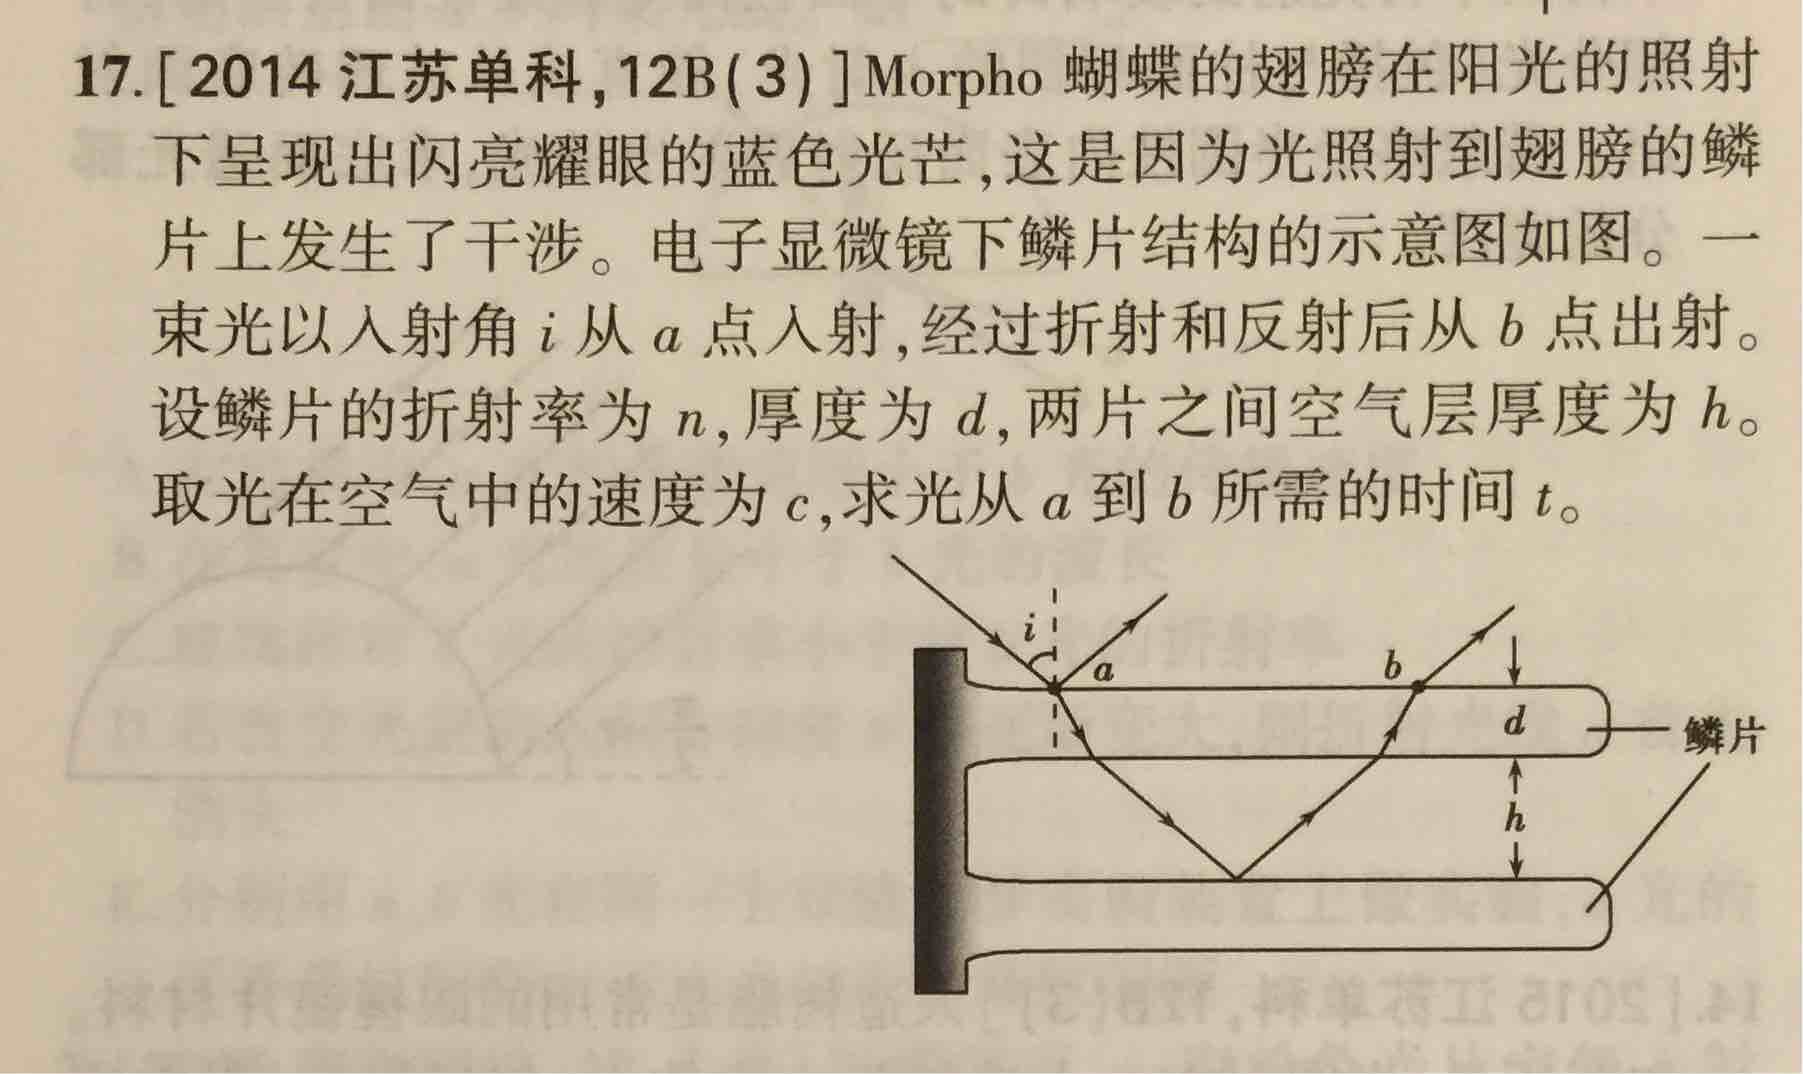 17.[2014 江苏单科,12B(3)]Morpho 蝴蝶的翅膀在阳光的照射
下呈现出闪亮耀眼的蓝色光芒,这是因为光照射到翅膀的鳞
片上发生了干涉。电子显微镜下鳞片结构的示意图如图。一
束光以入射角 i 从 a 点入射,经过折射和反射后从 b 点出射。
设鳞片的折射率为 n,厚度为 d,两片之间空气层厚度为 h。
取光在空气中的速度为 c,求光从 a 到 b 所需的时间 t。
i
a
b
d
鳞片
h